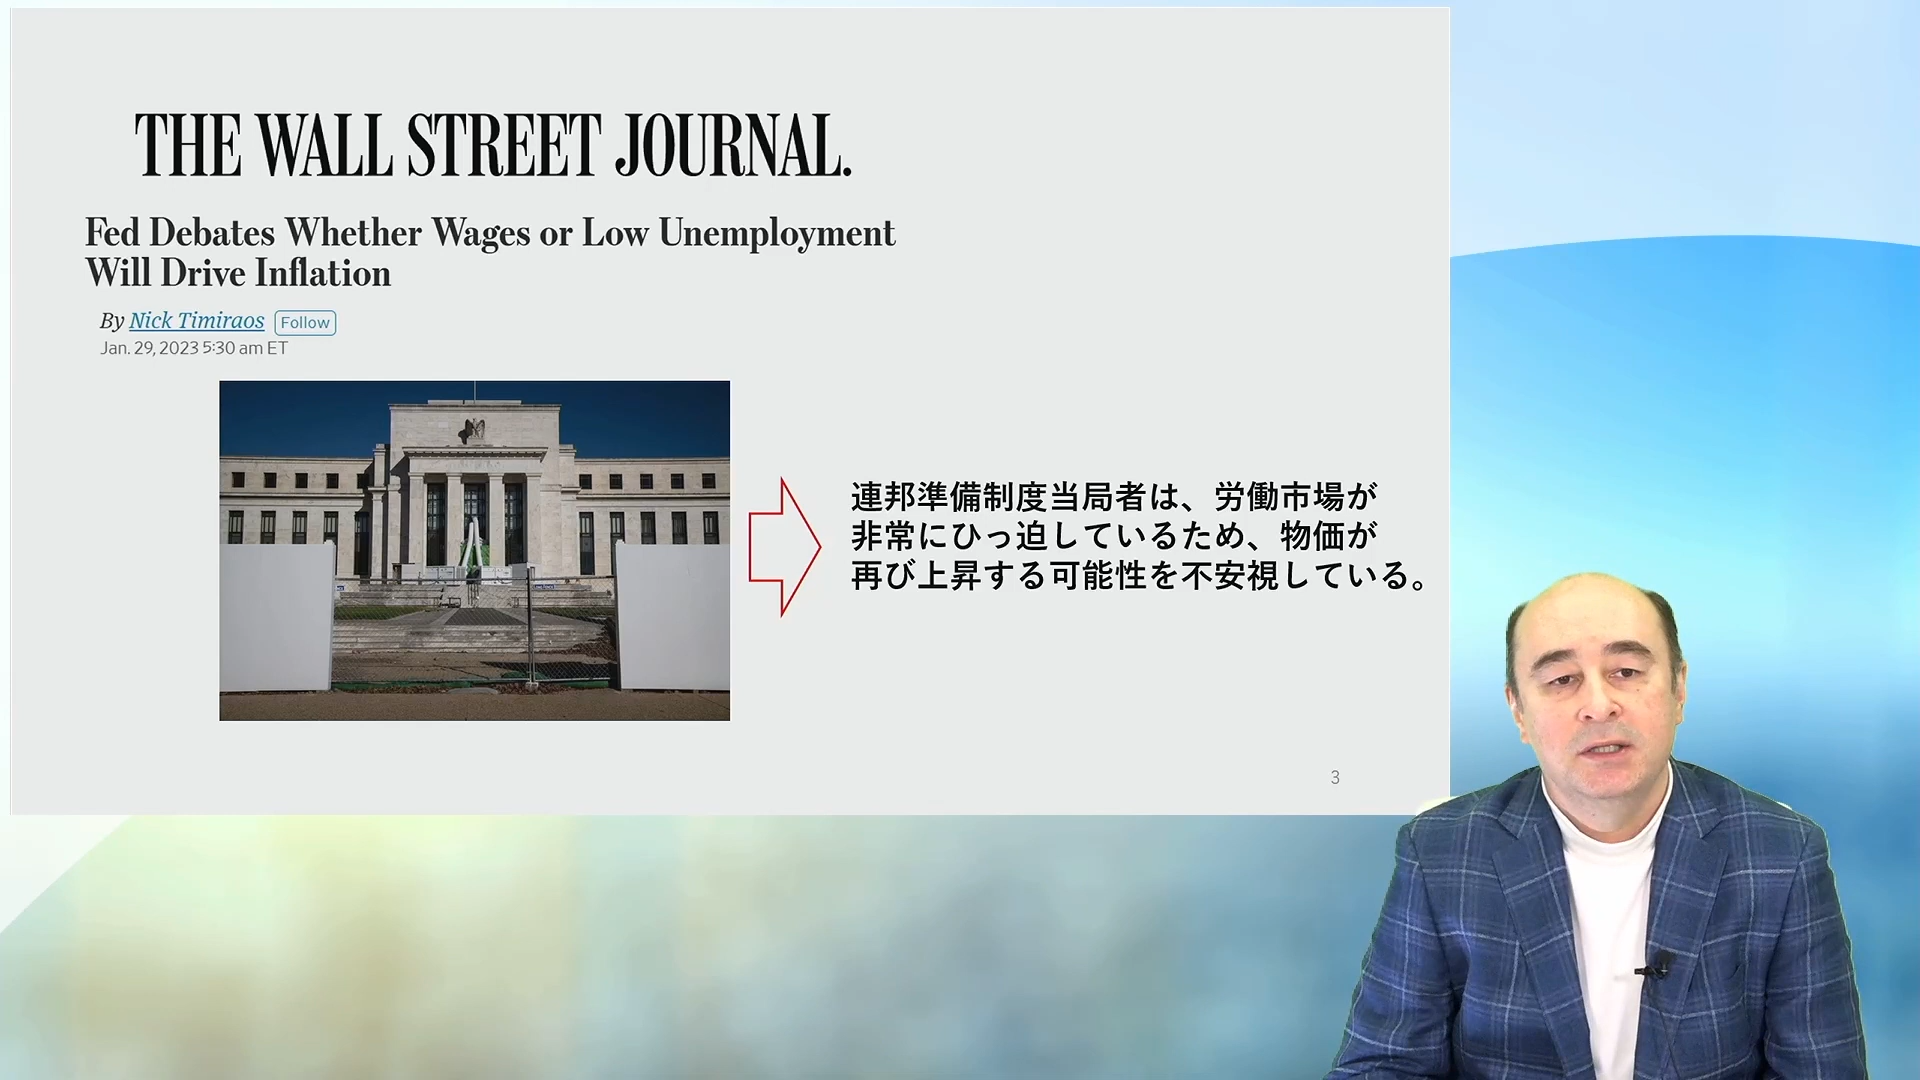 THE WALL STREET JOURNAL.
Fed Debates Whether Wages or Low Unemployment
Will Drive Inflation
By Nick Timiraos Follow
Jan. 29, 2023 5:30 am ET
連邦準備制度当局者は、労働市場が
非常にひっ迫しているため、物価が
再び上昇する可能性を不安視している。
3